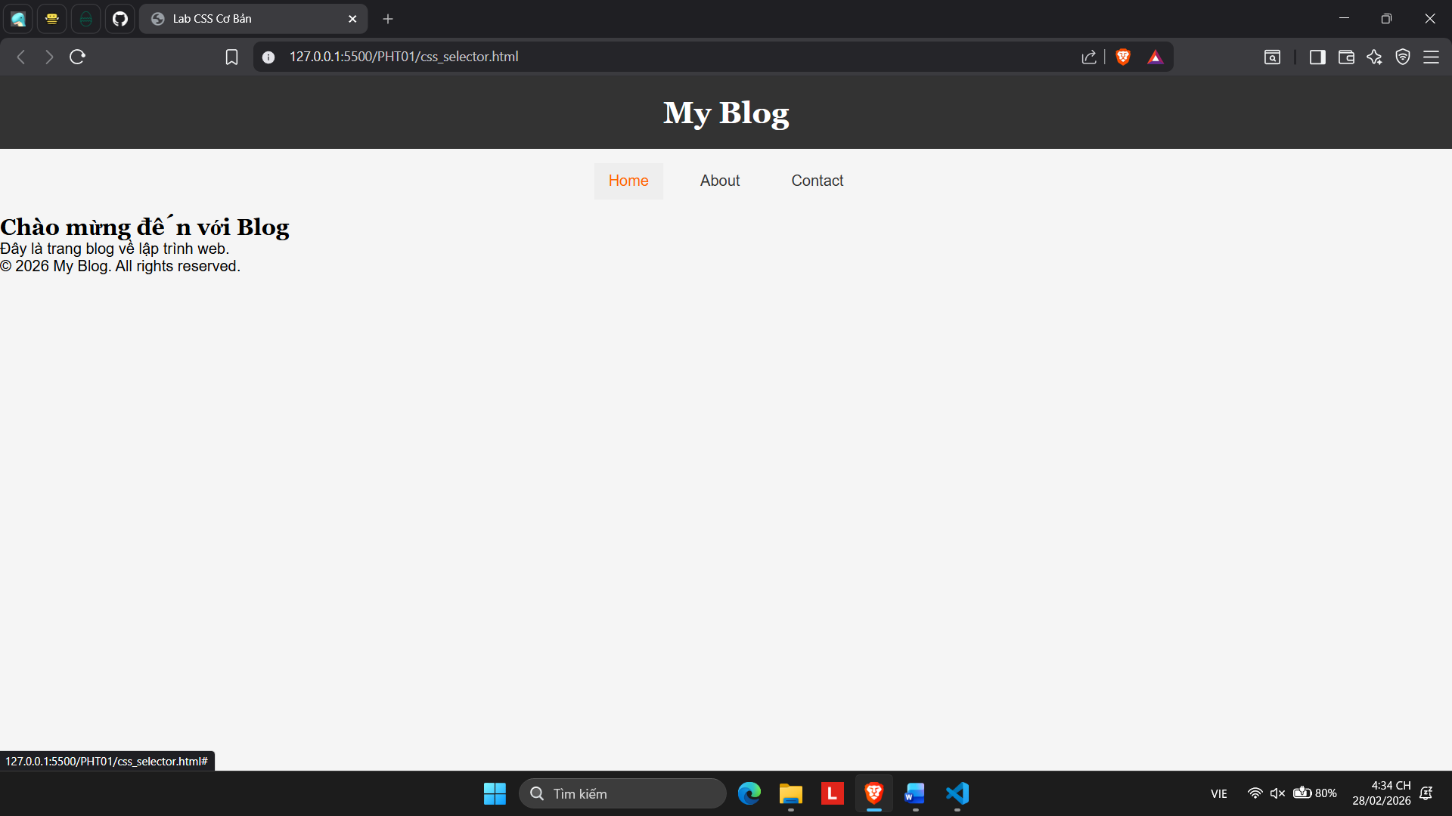 Lab CSS Cơ Bản
127.0.0.1:5500/PHT01/css_selector.html
My Blog
Home About Contact
Chào mừng đến với Blog
Đây là trang blog về lập trình web.
© 2026 My Blog. All rights reserved.
127.0.0.1:5500/PHT01/css_selector.html#
Tìm kiếm
L
W
VIE
80%
4:34 CH
28/02/2026